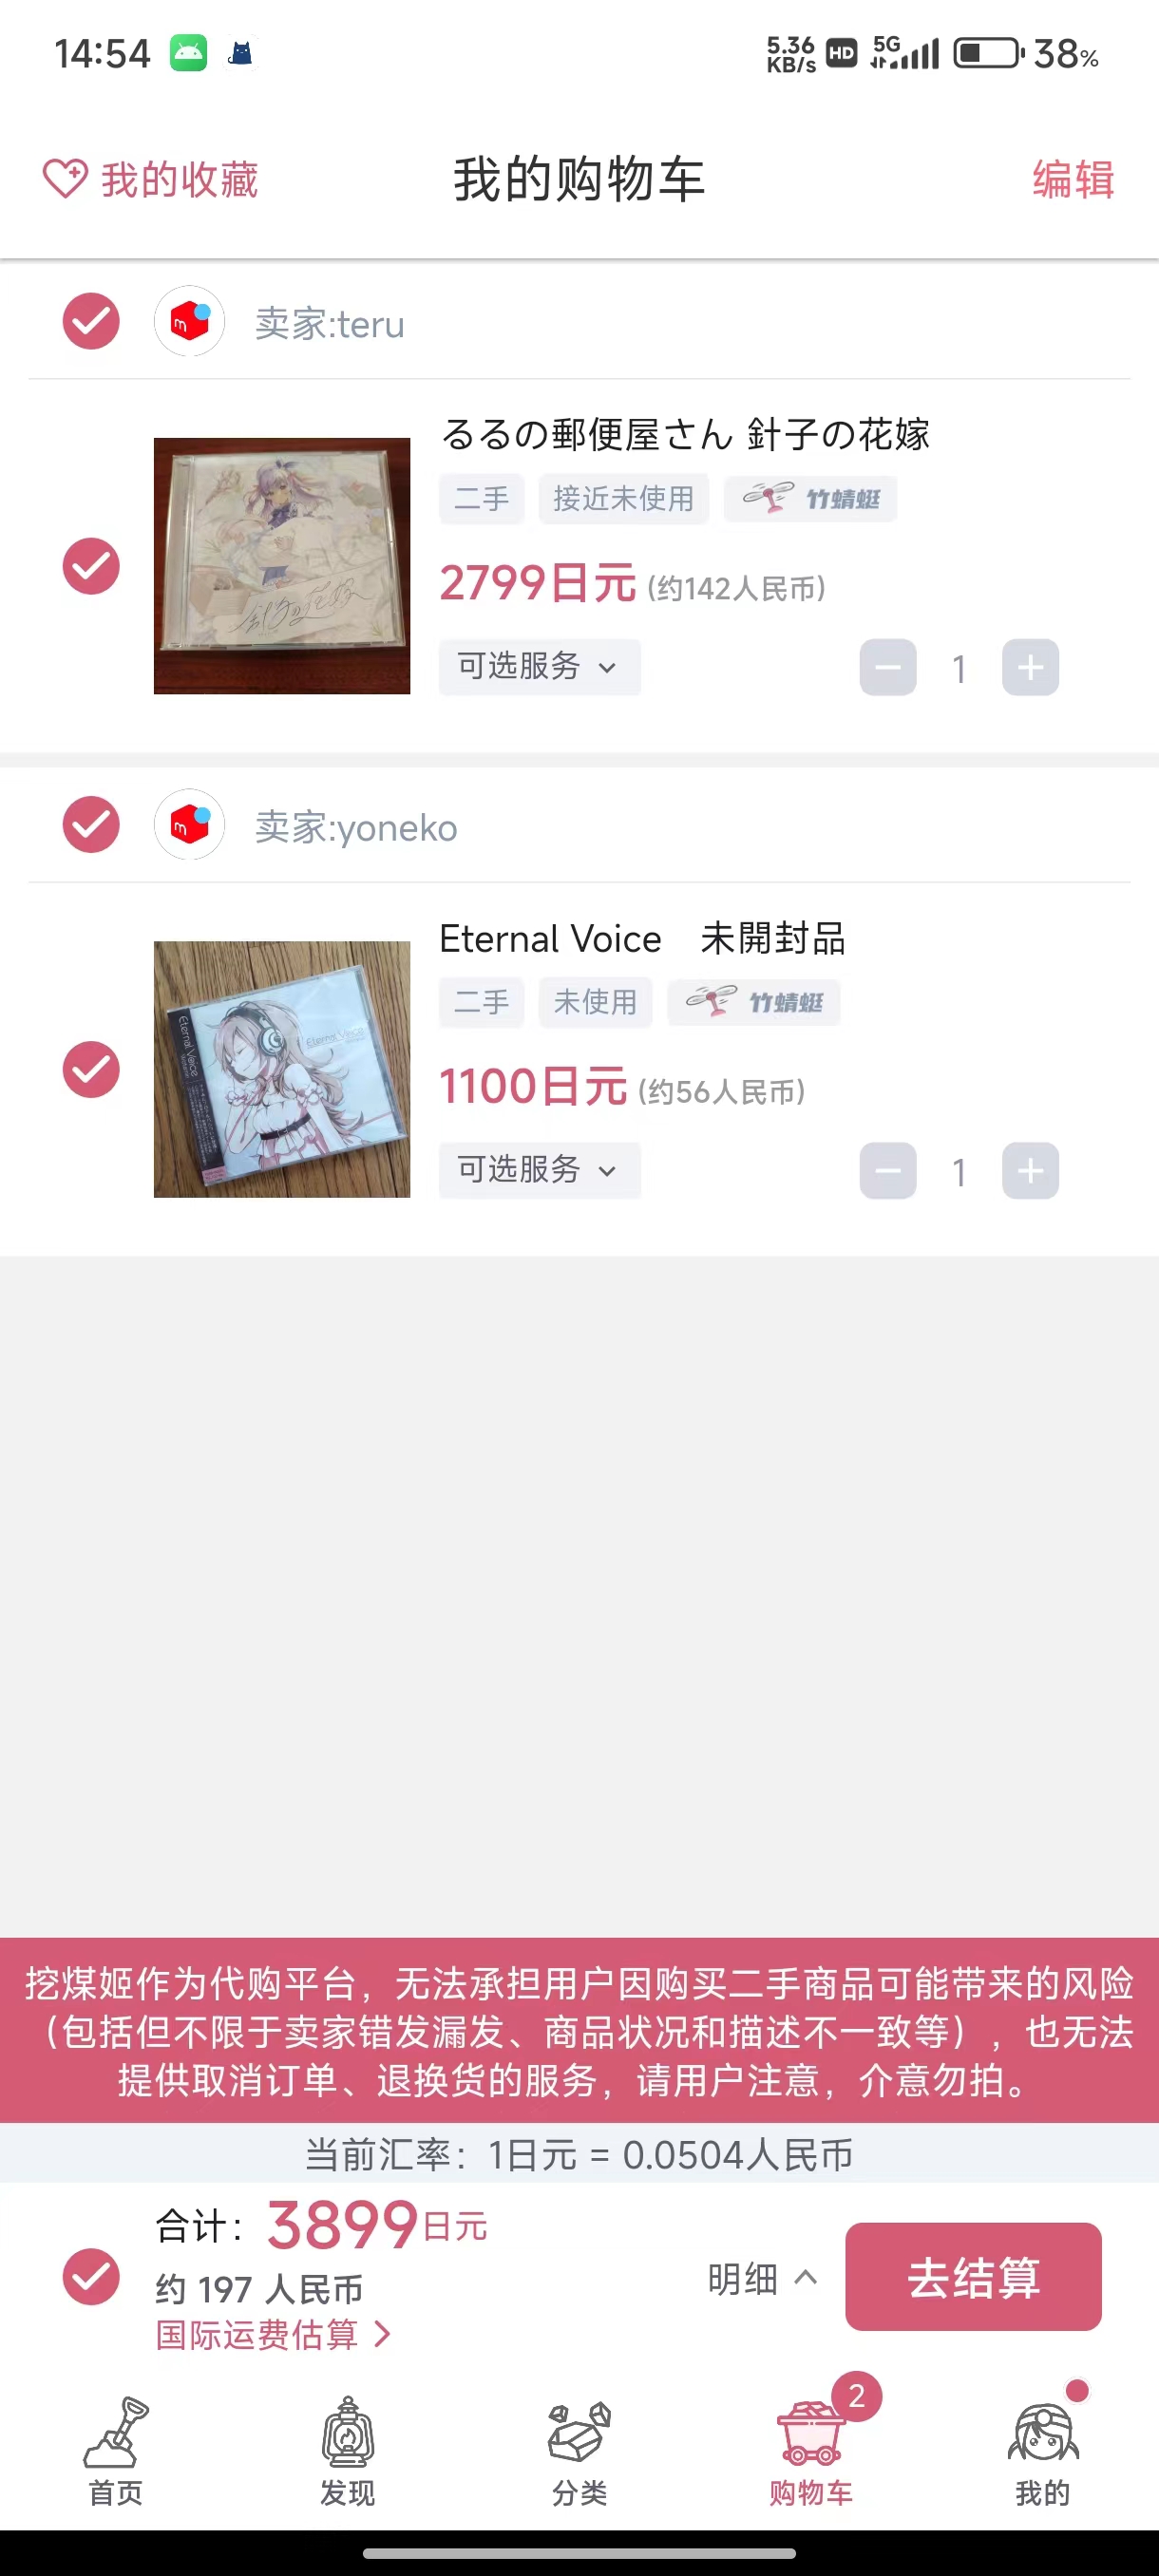 14:54
5.36 KB/s HD 5G 38%
我的收藏
我的购物车
编辑
卖家:teru
るるの郵便屋さん 針子の花嫁
二手 接近未使用 竹蜻蜓
2799日元 (约142人民币)
可选服务
1
针子の花嫁
卖家:yoneko
Eternal Voice　未開封品
二手 未使用 竹蜻蜓
Eternal Voice
Eternal Voice
1100日元 (约56人民币)
可选服务
1
挖煤姬作为代购平台，无法承担用户因购买二手商品可能带来的风险
（包括但不限于卖家错发漏发、商品状况和描述不一致等），也无法
提供取消订单、退换货的服务，请用户注意，介意勿拍。
当前汇率：1日元 = 0.0504人民币
合计：3899日元
约 197 人民币
国际运费估算
明细
去结算
首页
发现
分类
2
购物车
我的